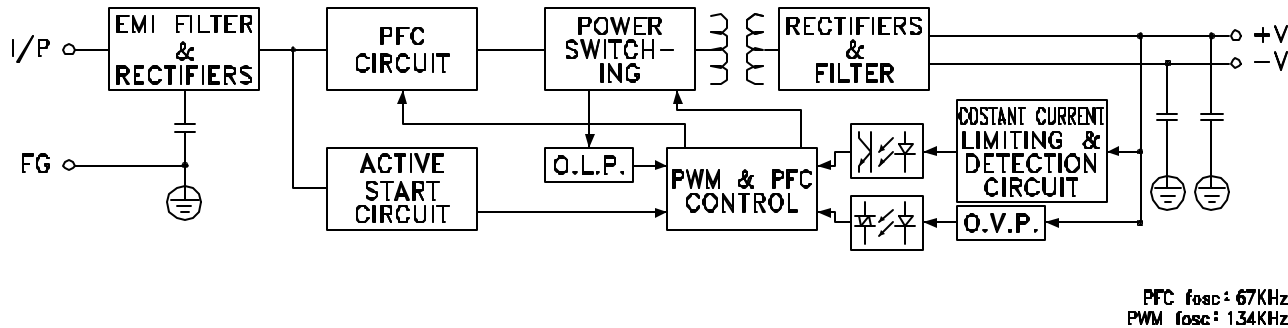 I/P
EMI FILTER
&
RECTIFIERS
PFC
CIRCUIT
POWER
SWITCH-
ING
RECTIFIERS
&
FILTER
+V
-V
COSTANT CURRENT
LIMITING &
DETECTION
CIRCUIT
FG
ACTIVE
START
CIRCUIT
O.L.P.
PWM & PFC
CONTROL
O.V.P.
PFC fosc: 67KHz
PWM fosc: 134KHz